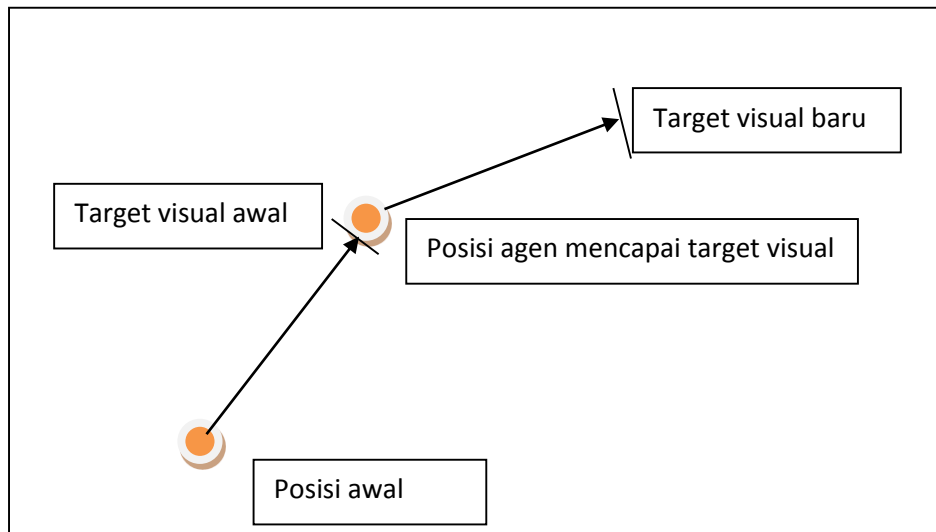 Target visual baru
Target visual awal
Posisi agen mencapai target visual
Posisi awal